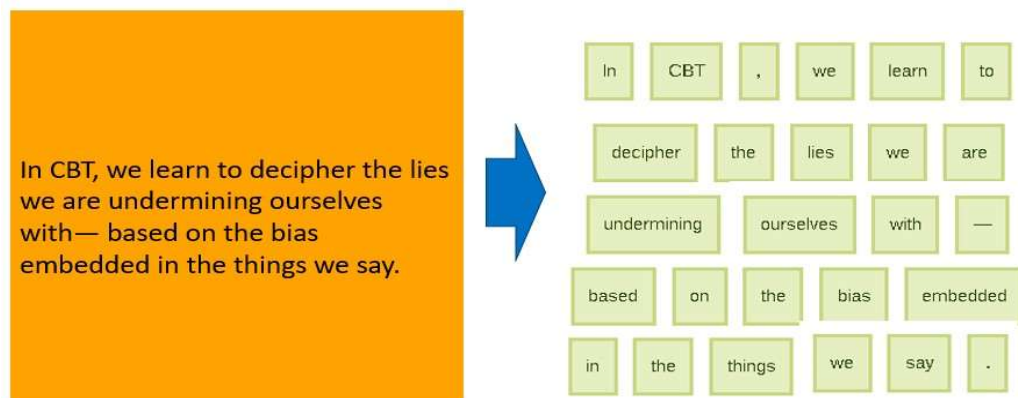 In CBT, we learn to decipher the lies
we are undermining ourselves
with— based on the bias
embedded in the things we say.
In CBT , we learn to
decipher the lies we are
undermining ourselves with —
based on the bias embedded
in the things we say .